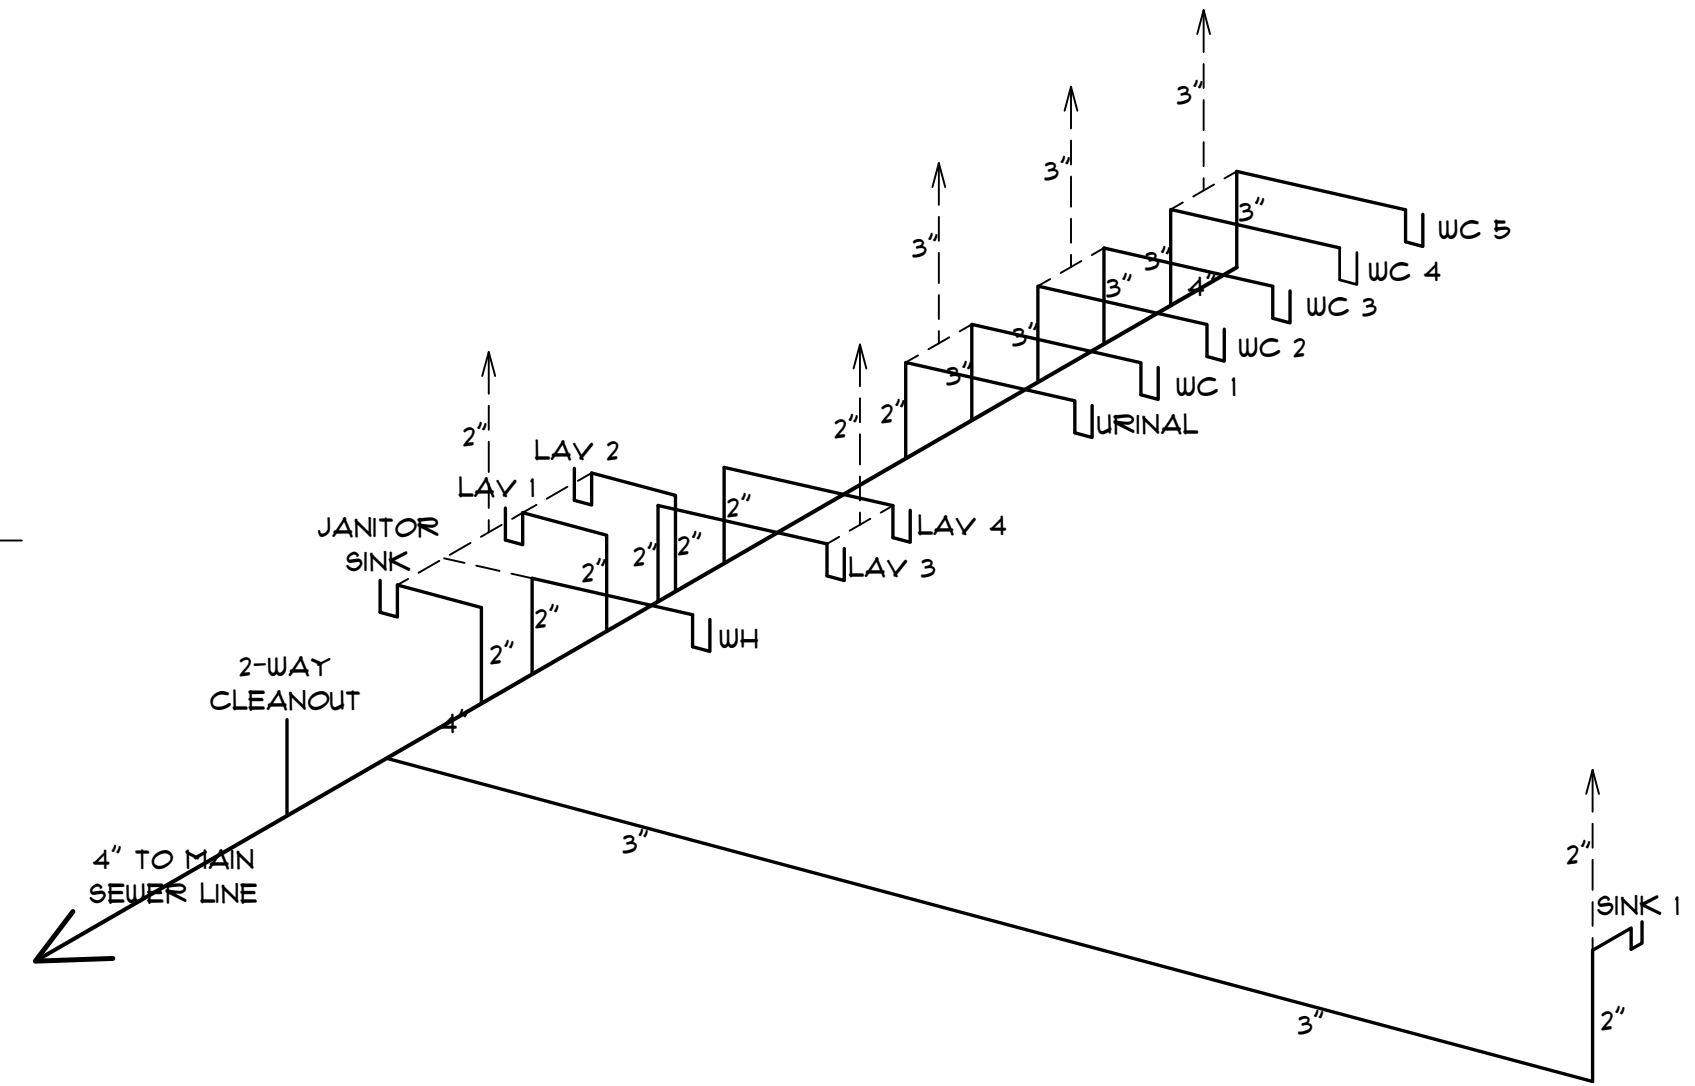 3"
3"
3"
3"
WC 5
3"
WC 4
3"
4"
WC 3
3"
3"
WC 2
3"
WC 1
2"
URINAL
2"
2"
LAV 2
LAV 1
2"
LAV 4
JANITOR
SINK
2"
2"
2"
LAV 3
2"
WH
2"
2-WAY
CLEANOUT
4"
3"
4" TO MAIN
SEWER LINE
2"
SINK 1
3"
2"